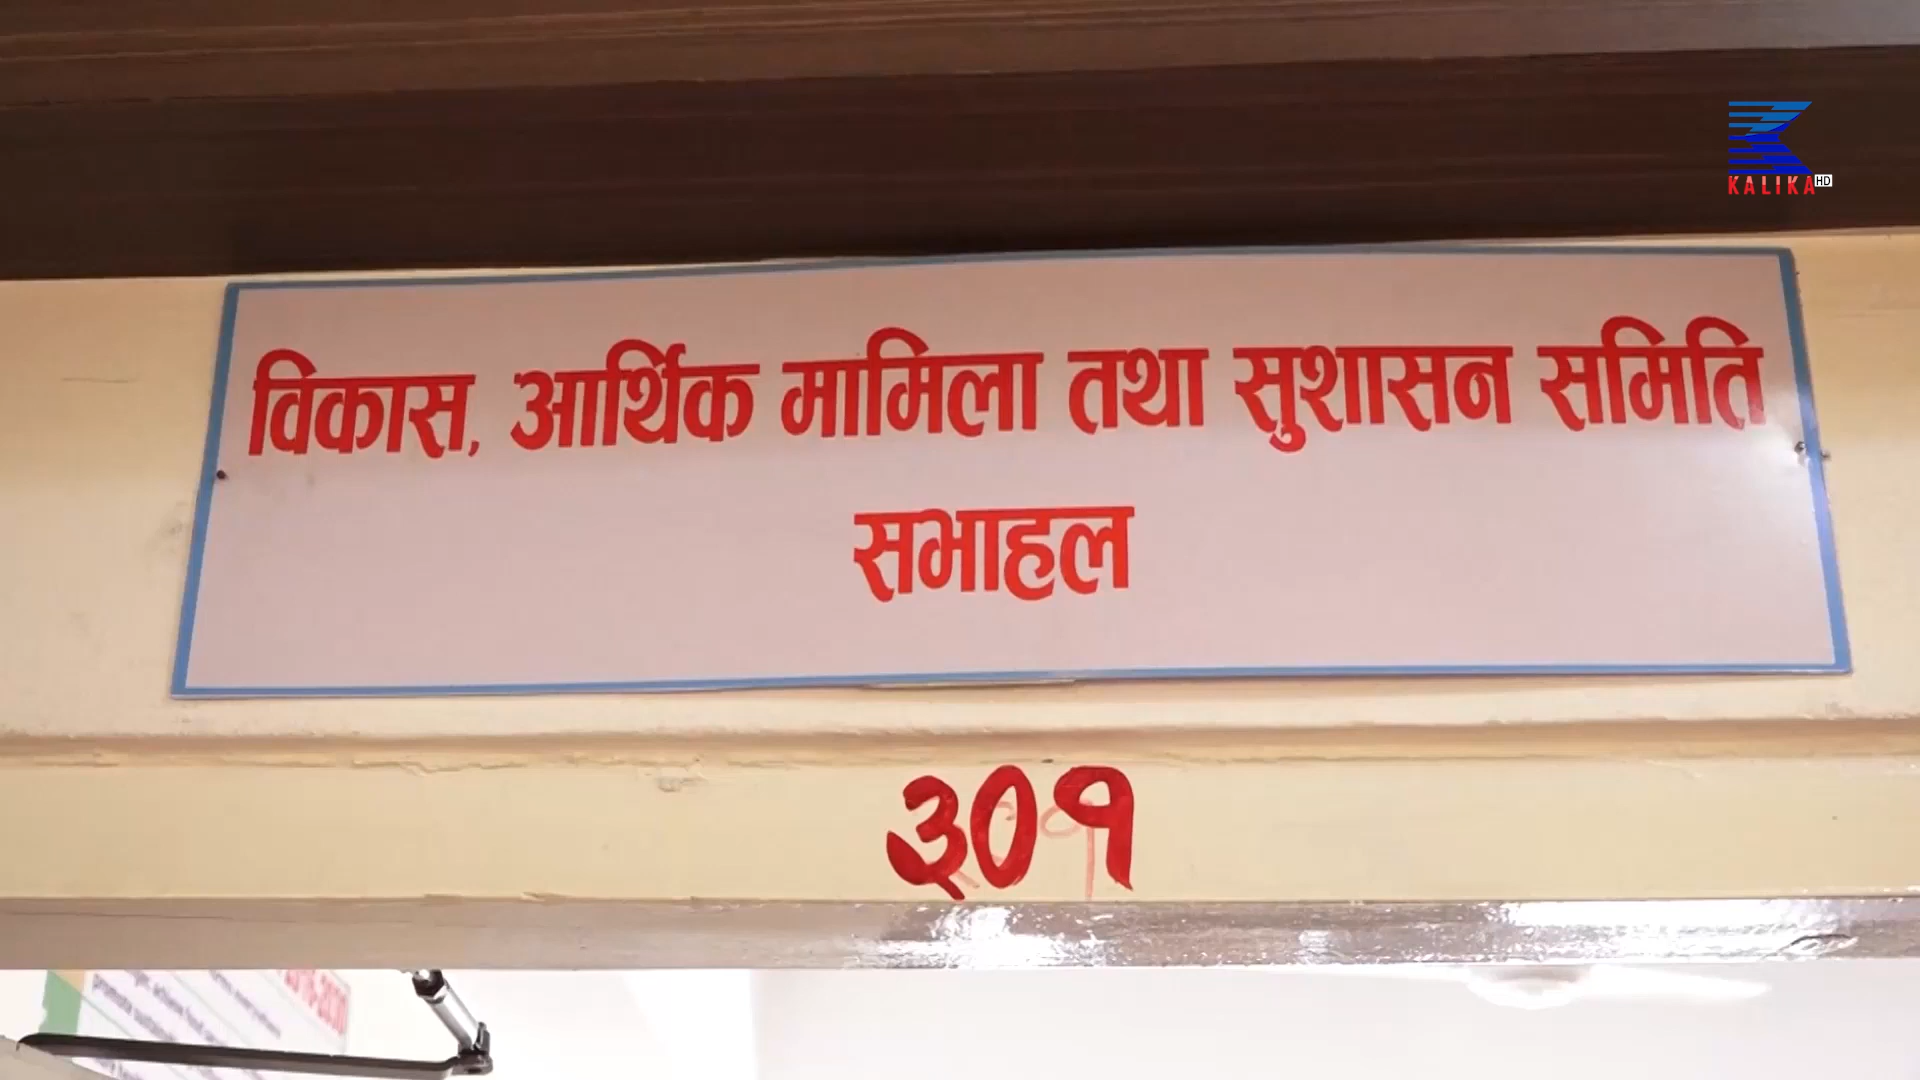 KALIKA HD
विकास, आर्थिक मामिला तथा सुशासन समिति
सभाहल
३०१